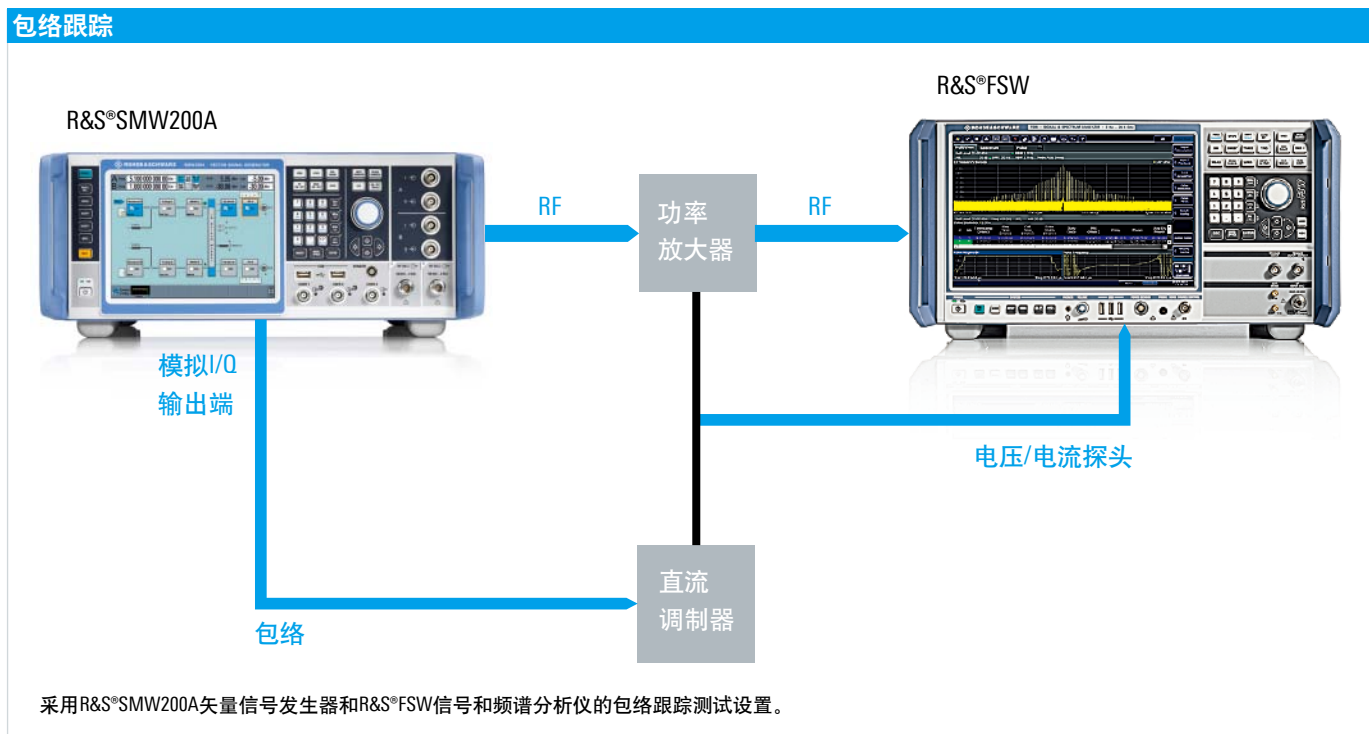 包络跟踪
R&S®FSW
R&S®SMW200A
RF
功率
放大器
RF
模拟I/Q
输出端
电压/电流探头
直流
调制器
包络
采用R&S®SMW200A矢量信号发生器和R&S®FSW信号和频谱分析仪的包络跟踪测试设置。